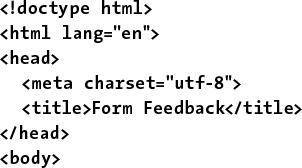 <!doctype html>
<html lang="en">
<head>
  <meta charset="utf-8">
  <title>Form Feedback</title>
</head>
<body>